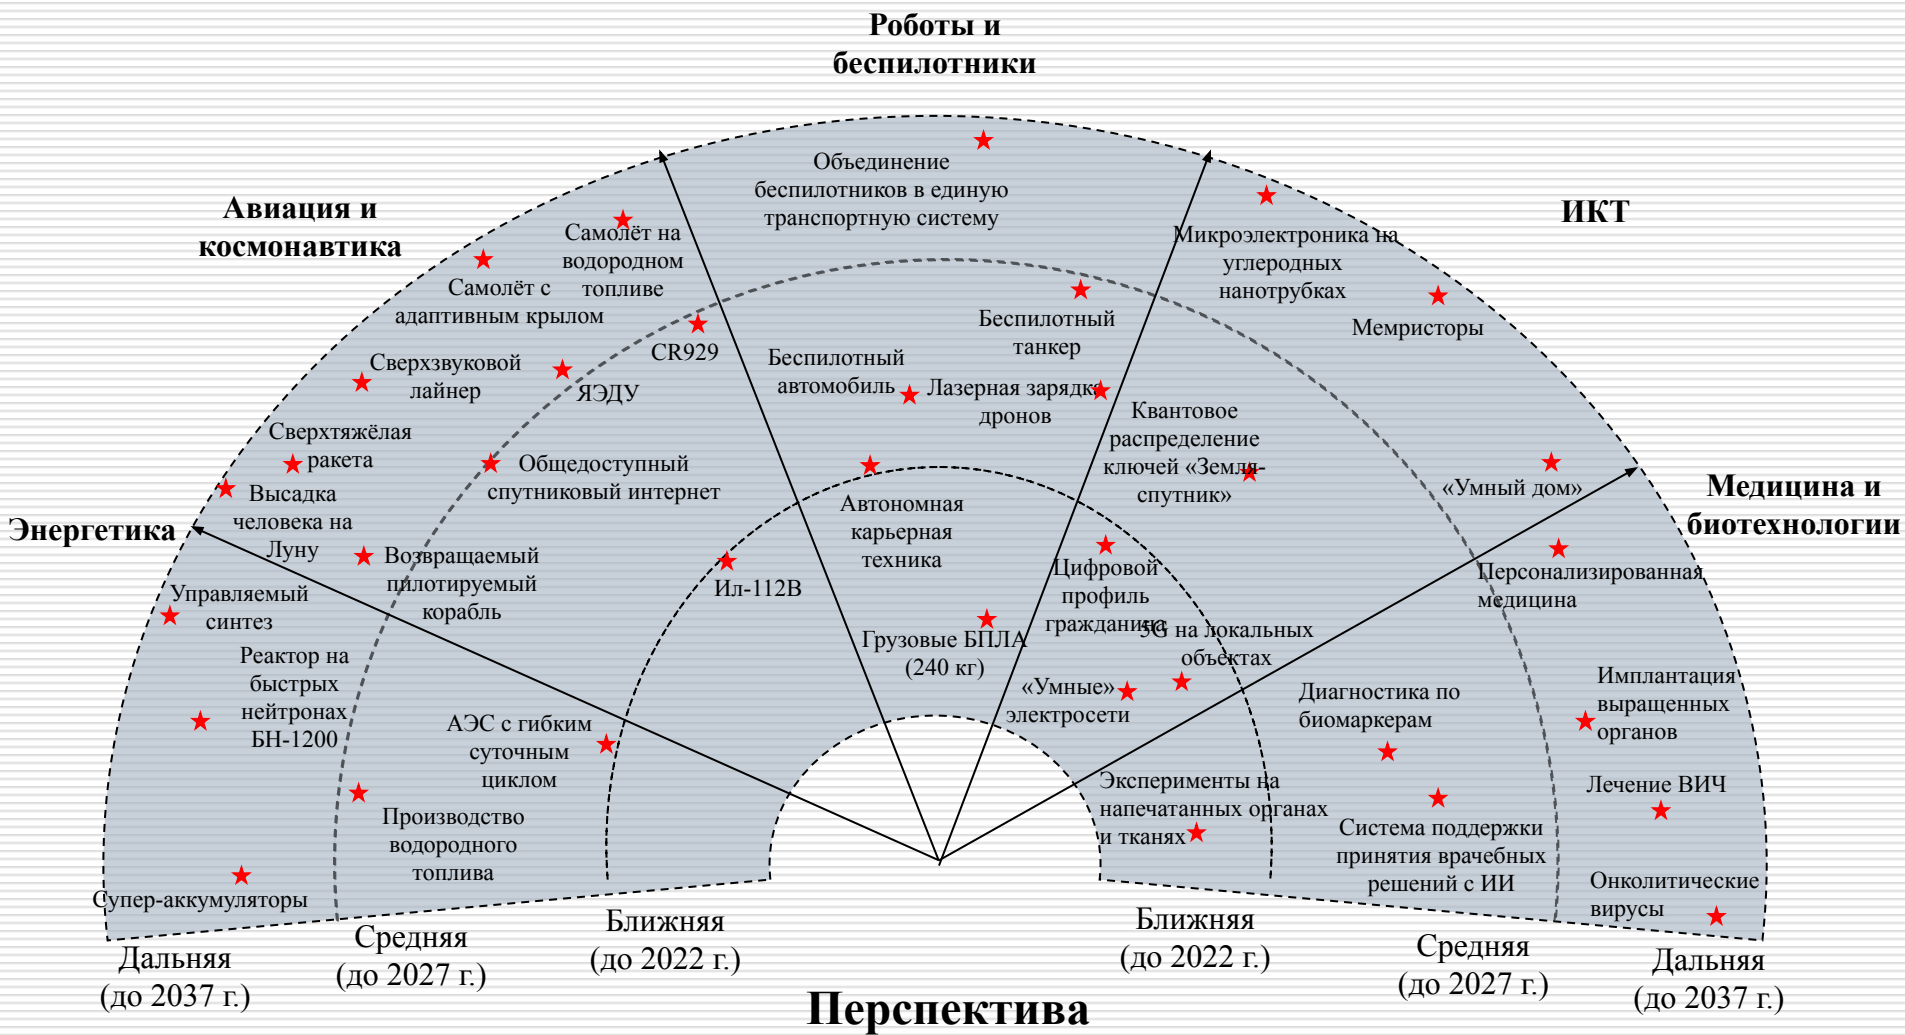 Роботы и
беспилотники
Авиация и
космонавтика
ИКТ
Энергетика
Медицина и
биотехнологии
Объединение
беспилотников в единую
транспортную систему
Самолёт на
водородном
топливе
Самолёт с
адаптивным крылом
Микроэлектроника на
углеродных
нанотрубках
Мемристоры
Сверхзвуковой
лайнер
CR929
ЯЭДУ
Беспилотный
автомобиль
Беспилотный
танкер
Лазерная зарядка
дронов
Квантовое
распределение
ключей «Земля-
спутник»
Сверхтяжёлая
ракета
Общедоступный
спутниковый интернет
Высадка
человека на
Луну
«Умный дом»
Автономная
карьерная
техника
Возвращаемый
пилотируемый
корабль
Ил-112В
Цифровой
профиль
гражданина
Персонализированная
медицина
Управляемый
синтез
5G на локальных
объектах
Грузовые БПЛА
(240 кг)
Реактор на
быстрых
нейтронах
БН-1200
«Умные»
электросети
Диагностика по
биомаркерам
Имплантация
выращенных
органов
АЭС с гибким
суточным
циклом
Эксперименты на
напечатанных органах
и тканях
Лечение ВИЧ
Производство
водородного
топлива
Система поддержки
принятия врачебных
решений с ИИ
Супер-аккумуляторы
Онколитические
вирусы
Дальняя
(до 2037 г.)
Средняя
(до 2027 г.)
Ближняя
(до 2022 г.)
Ближняя
(до 2022 г.)
Средняя
(до 2027 г.)
Дальняя
(до 2037 г.)
Перспектива